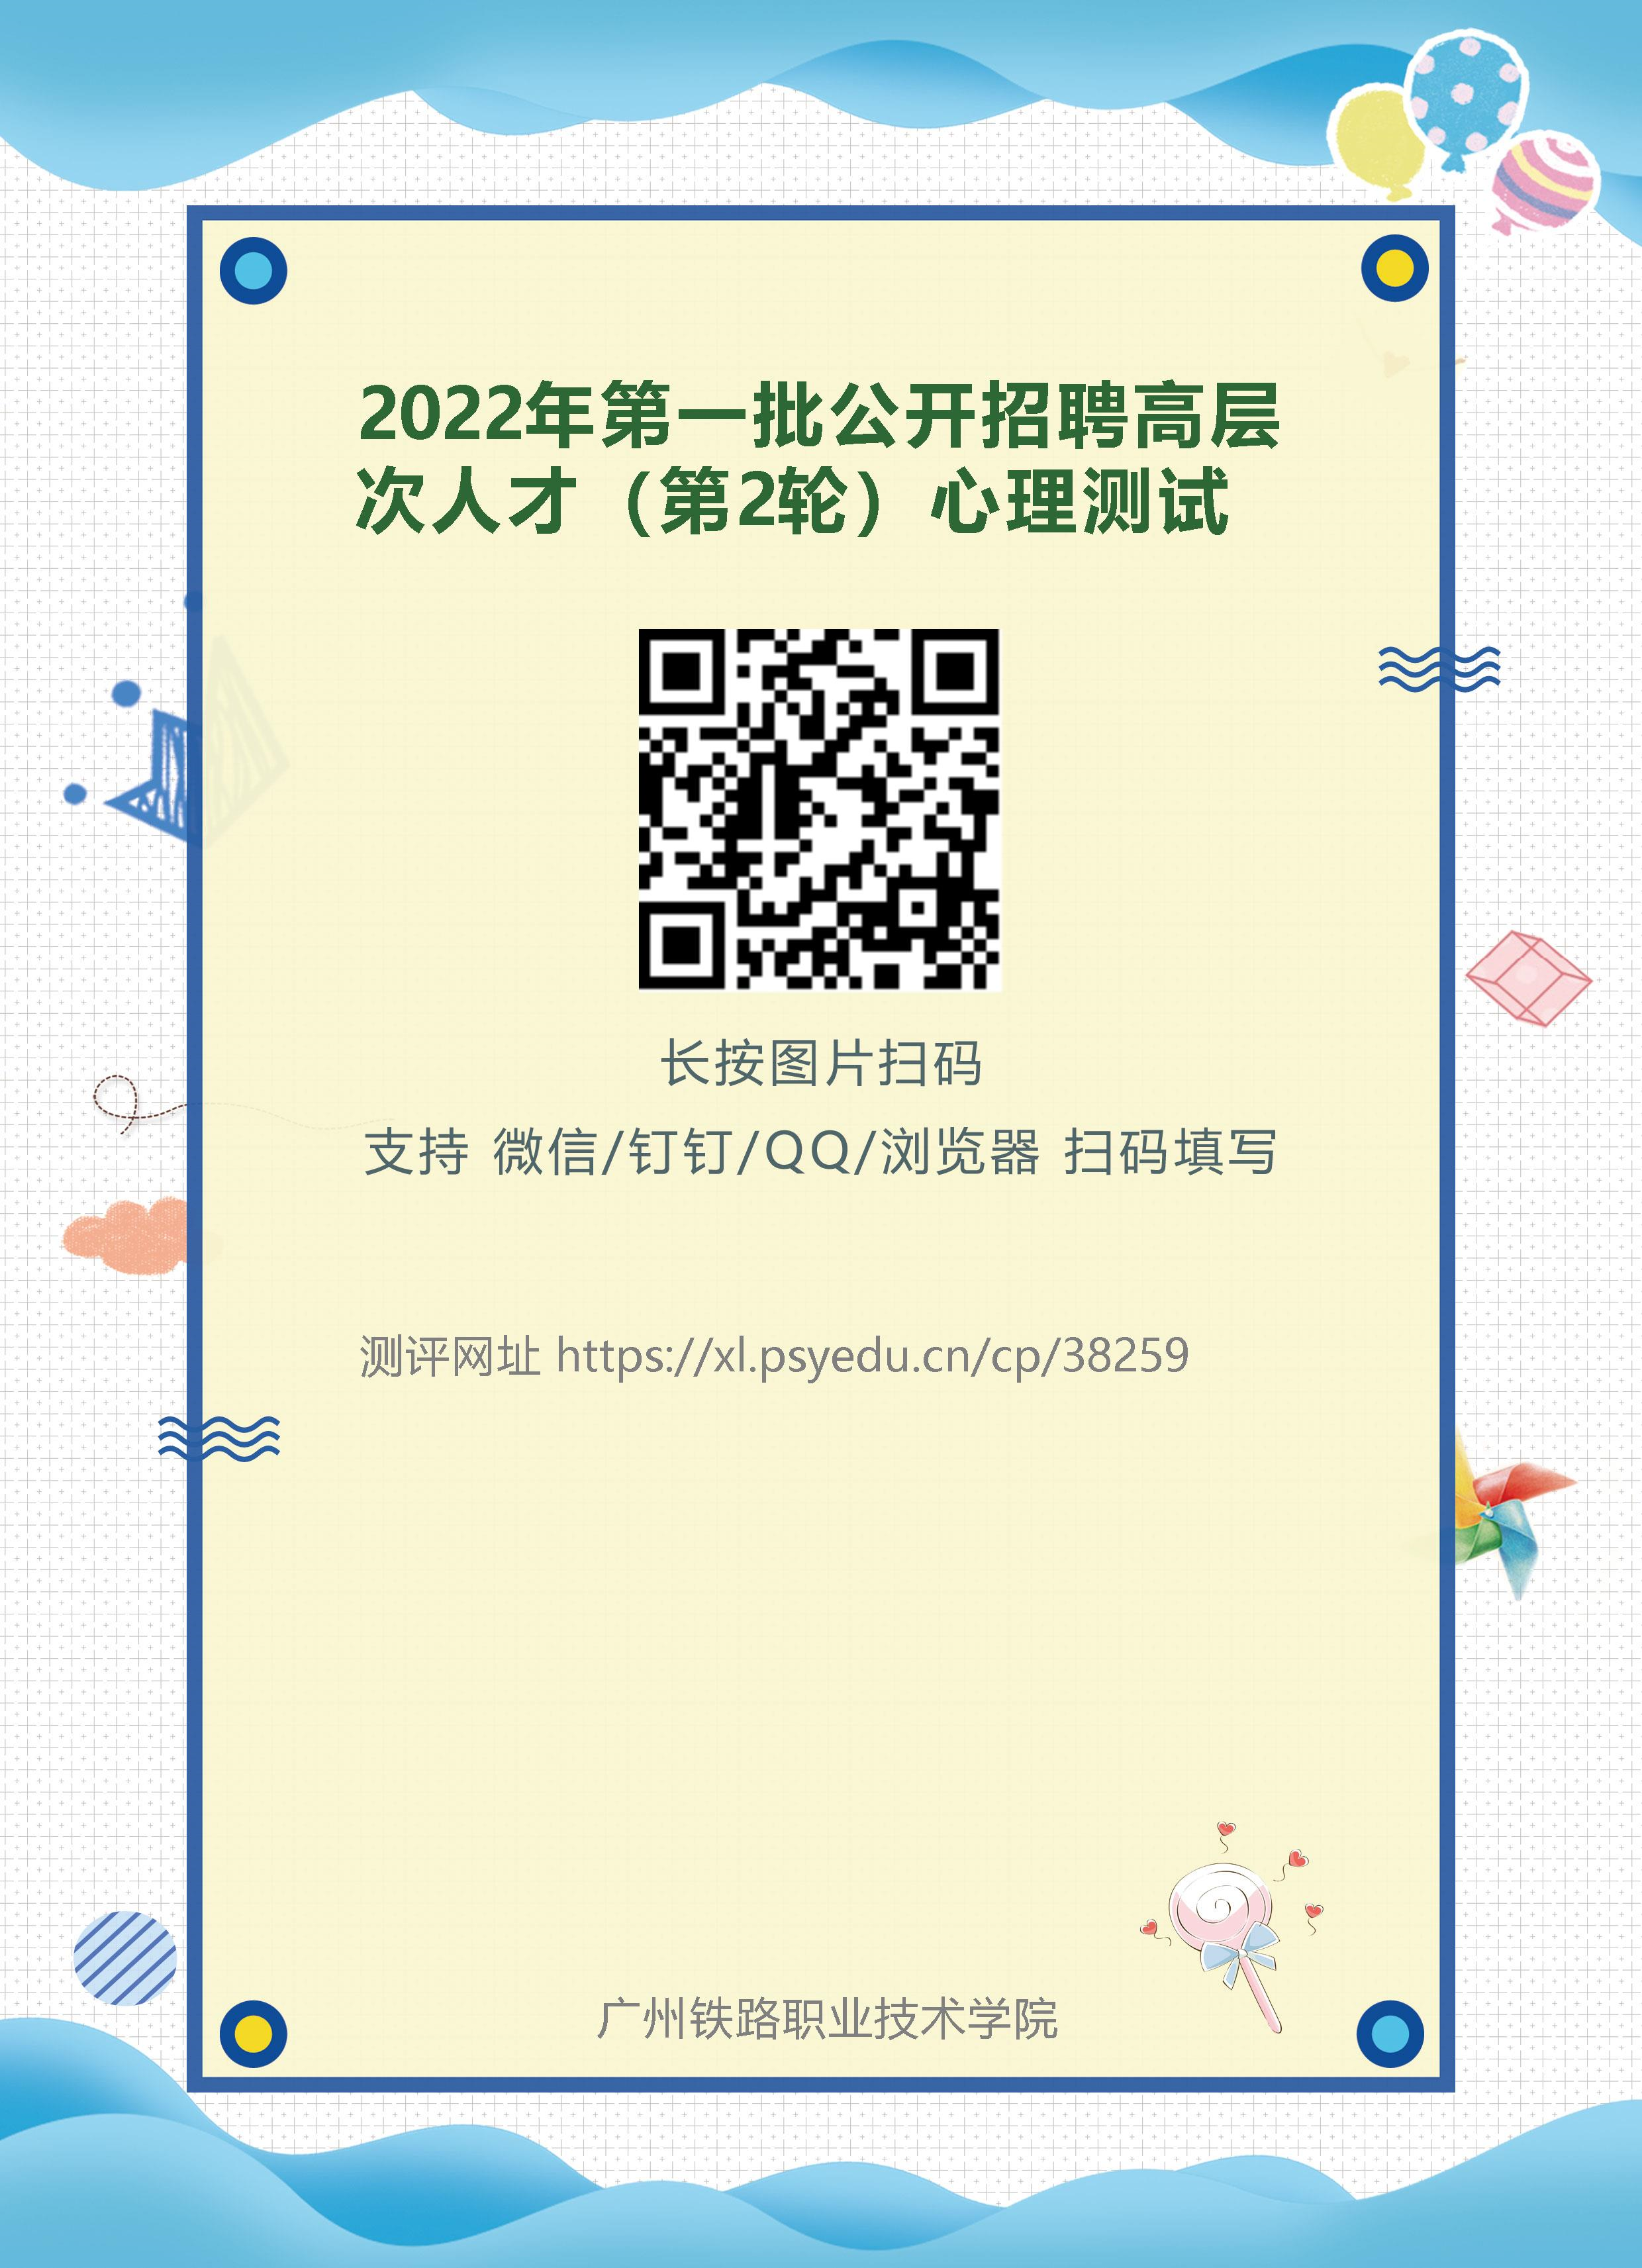 2022年第一批公开招聘高层
次人才（第2轮）心理测试
长按图片扫码
支持 微信/钉钉/QQ/浏览器 扫码填写
测评网址 https://xl.psyedu.cn/cp/38259
广州铁路职业技术学院